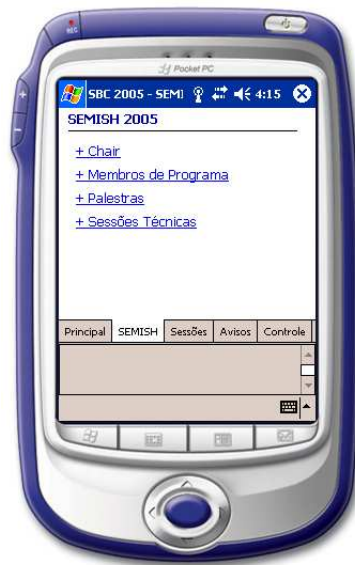 REC
Pocket PC
SBC 2005 - SEMI 4:15
SEMISH 2005
+ Chair
+ Membros de Programa
+ Palestras
+ Sessões Técnicas
Principal SEMISH Sessões Avisos Controle